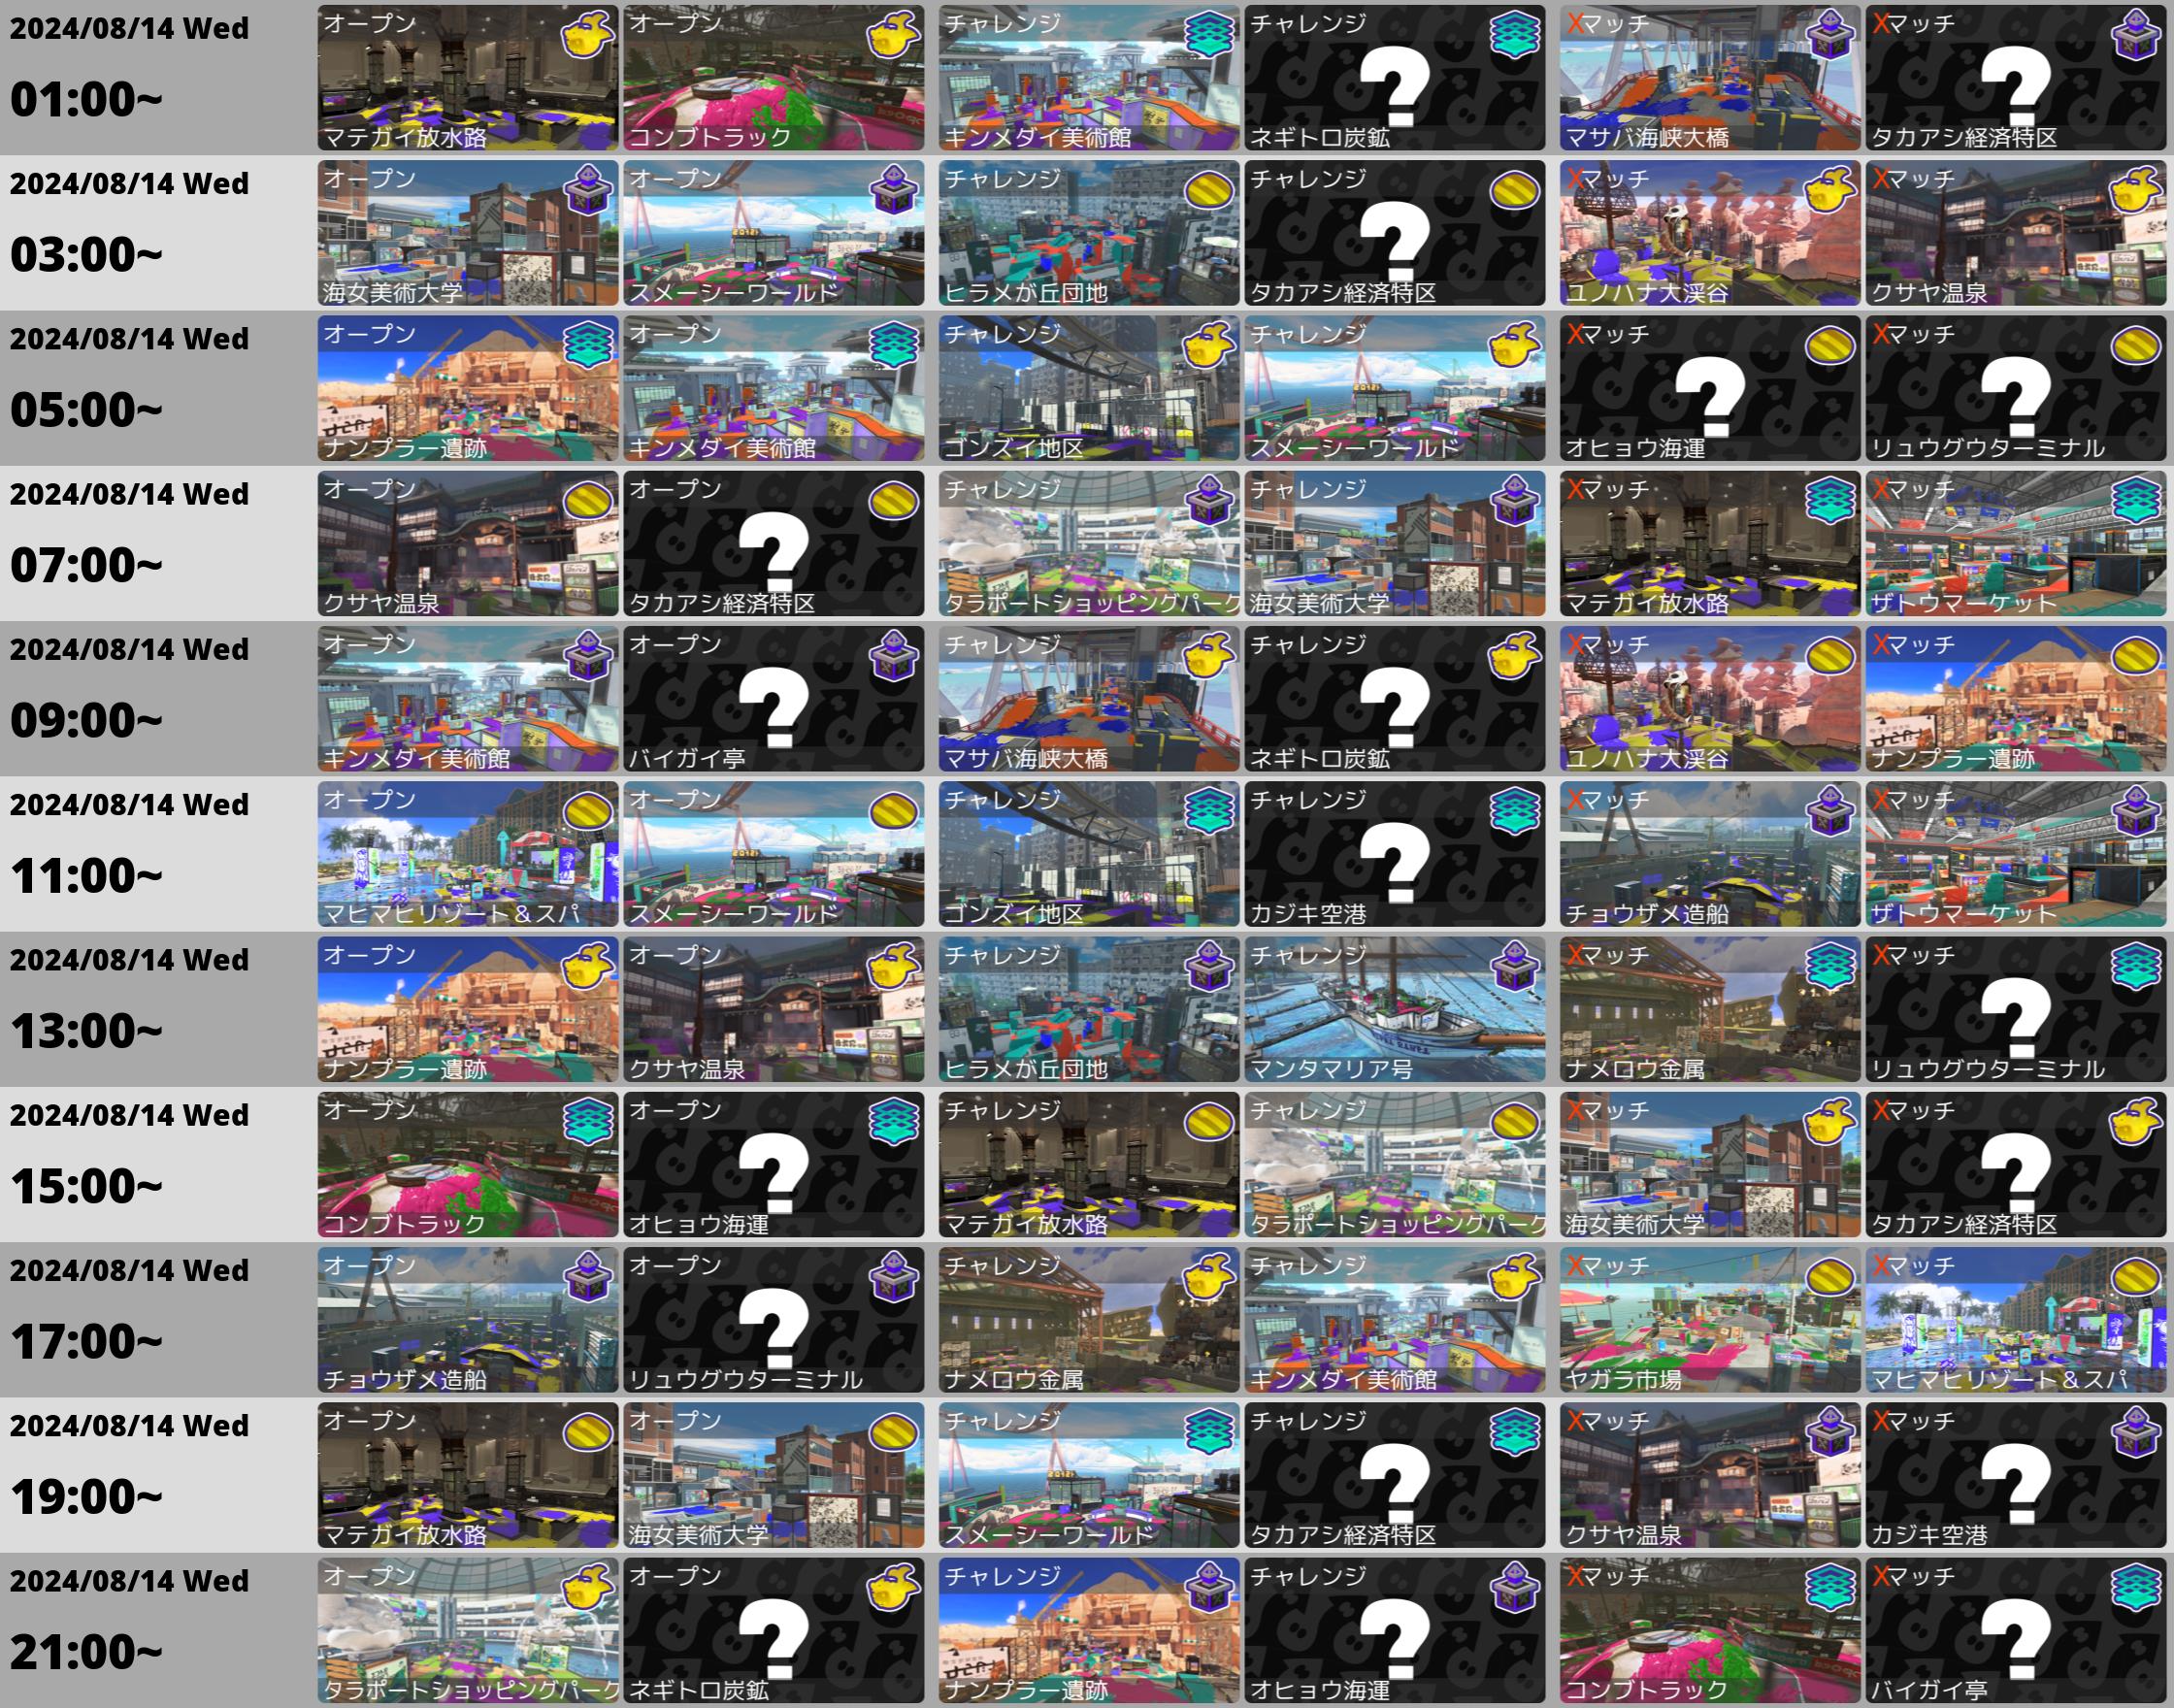 2024/08/14 Wed
01:00~
オープン
マテガイ放水路
オープン
コンブトラック
チャレンジ
キンメダイ美術館
チャレンジ
ネギトロ炭鉱
Xマッチ
マサバ海峡大橋
Xマッチ
タカアシ経済特区
2024/08/14 Wed
03:00~
オープン
海女美術大学
オープン
スメーシーワールド
チャレンジ
ヒラメが丘団地
チャレンジ
タカアシ経済特区
Xマッチ
ユノハナ大渓谷
Xマッチ
クサヤ温泉
2024/08/14 Wed
05:00~
オープン
ナンプラー遺跡
オープン
キンメダイ美術館
チャレンジ
ゴンズイ地区
チャレンジ
スメーシーワールド
Xマッチ
オヒョウ海運
Xマッチ
リュウグウターミナル
2024/08/14 Wed
07:00~
オープン
クサヤ温泉
オープン
タカアシ経済特区
チャレンジ
タラポートショッピングパーク
チャレンジ
海女美術大学
Xマッチ
マテガイ放水路
Xマッチ
ザトウマーケット
2024/08/14 Wed
09:00~
オープン
キンメダイ美術館
オープン
バイガイ亭
チャレンジ
マサバ海峡大橋
チャレンジ
ネギトロ炭鉱
Xマッチ
ユノハナ大渓谷
Xマッチ
ナンプラー遺跡
2024/08/14 Wed
11:00~
オープン
マヒマヒリゾート＆スパ
オープン
スメーシーワールド
チャレンジ
ゴンズイ地区
チャレンジ
カジキ空港
Xマッチ
チョウザメ造船
Xマッチ
ザトウマーケット
2024/08/14 Wed
13:00~
オープン
ナンプラー遺跡
オープン
クサヤ温泉
チャレンジ
ヒラメが丘団地
チャレンジ
マンタマリア号
Xマッチ
ナメロウ金属
Xマッチ
リュウグウターミナル
2024/08/14 Wed
15:00~
オープン
コンブトラック
オープン
オヒョウ海運
チャレンジ
マテガイ放水路
チャレンジ
タラポートショッピングパーク
Xマッチ
海女美術大学
Xマッチ
タカアシ経済特区
2024/08/14 Wed
17:00~
オープン
チョウザメ造船
オープン
リュウグウターミナル
チャレンジ
ナメロウ金属
チャレンジ
キンメダイ美術館
Xマッチ
ヤガラ市場
Xマッチ
マヒマヒリゾート＆スパ
2024/08/14 Wed
19:00~
オープン
マテガイ放水路
オープン
海女美術大学
チャレンジ
スメーシーワールド
チャレンジ
タカアシ経済特区
Xマッチ
クサヤ温泉
Xマッチ
カジキ空港
2024/08/14 Wed
21:00~
オープン
タラポートショッピングパーク
オープン
ネギトロ炭鉱
チャレンジ
ナンプラー遺跡
チャレンジ
オヒョウ海運
Xマッチ
コンブトラック
Xマッチ
バイガイ亭